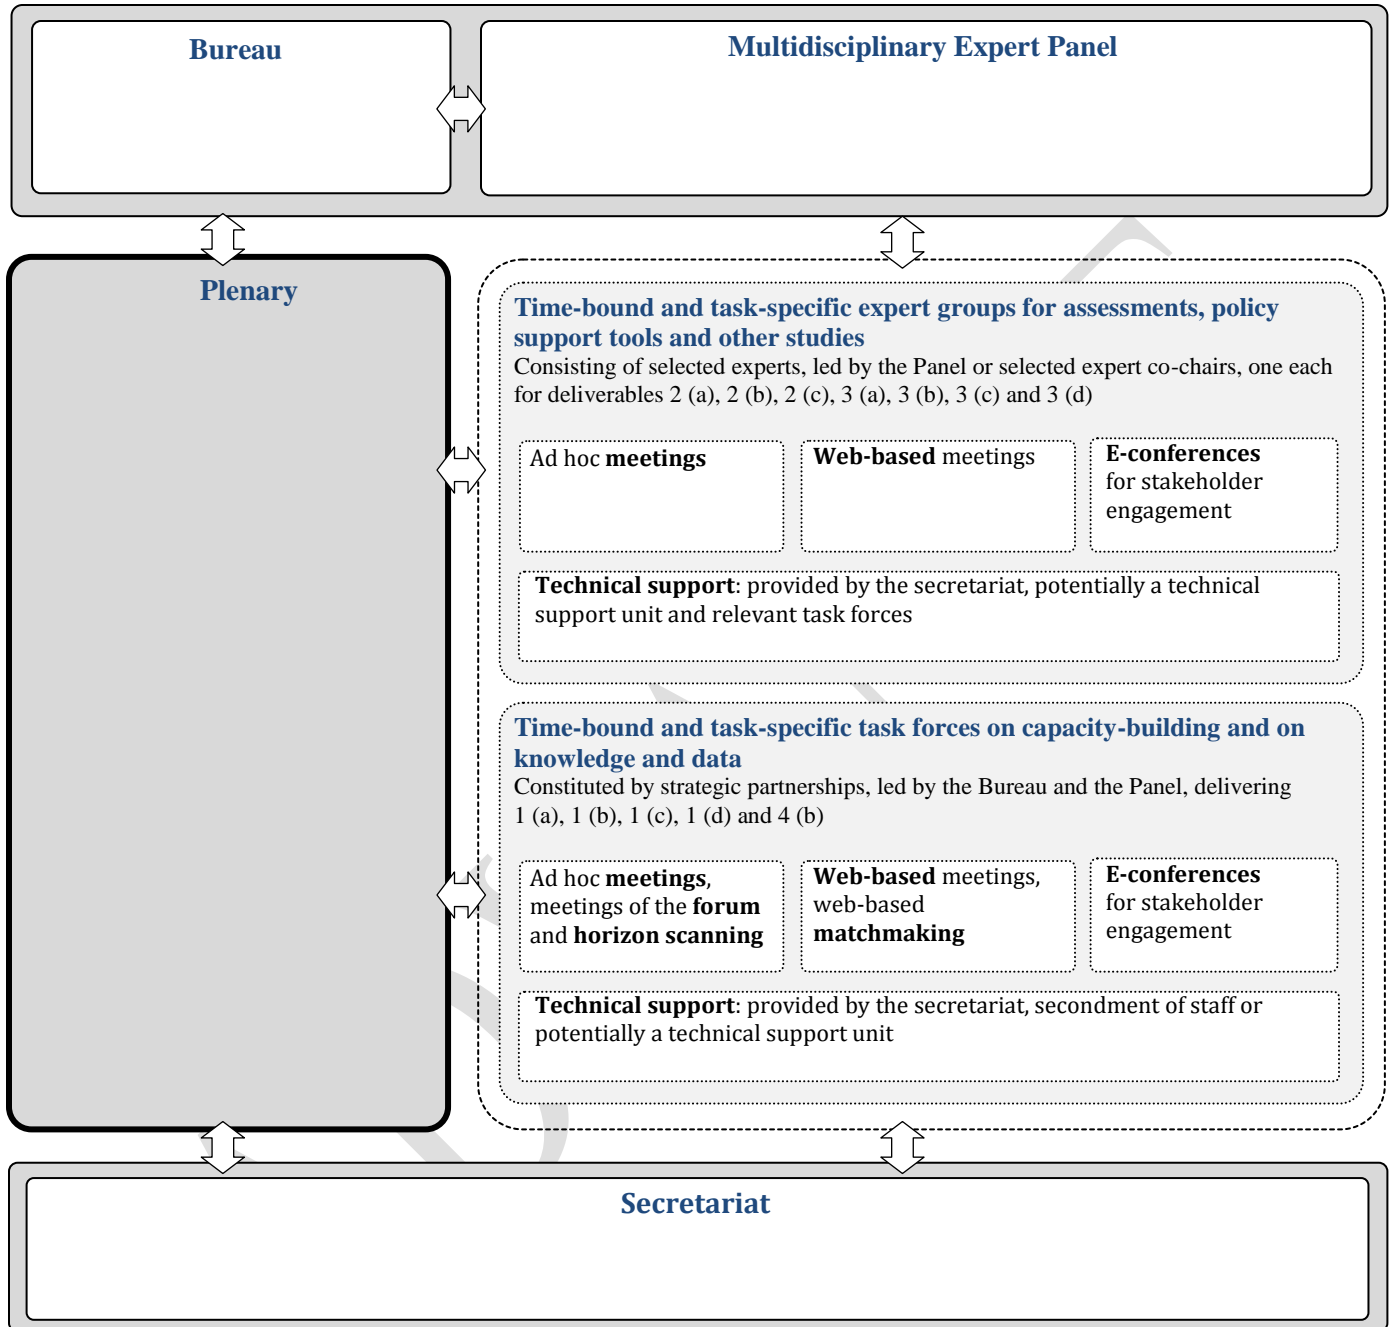 Bureau
Multidisciplinary Expert Panel
Plenary
Time-bound and task-specific expert groups for assessments, policy
support tools and other studies
Consisting of selected experts, led by the Panel or selected expert co-chairs, one each
for deliverables 2 (a), 2 (b), 2 (c), 3 (a), 3 (b), 3 (c) and 3 (d)
Ad hoc meetings
Web-based meetings
E-conferences
for stakeholder
engagement
Technical support: provided by the secretariat, potentially a technical
support unit and relevant task forces
Time-bound and task-specific task forces on capacity-building and on
knowledge and data
Constituted by strategic partnerships, led by the Bureau and the Panel, delivering
1 (a), 1 (b), 1 (c), 1 (d) and 4 (b)
Ad hoc meetings,
meetings of the forum
and horizon scanning
Web-based meetings,
web-based
matchmaking
E-conferences
for stakeholder
engagement
Technical support: provided by the secretariat, secondment of staff or
potentially a technical support unit
Secretariat